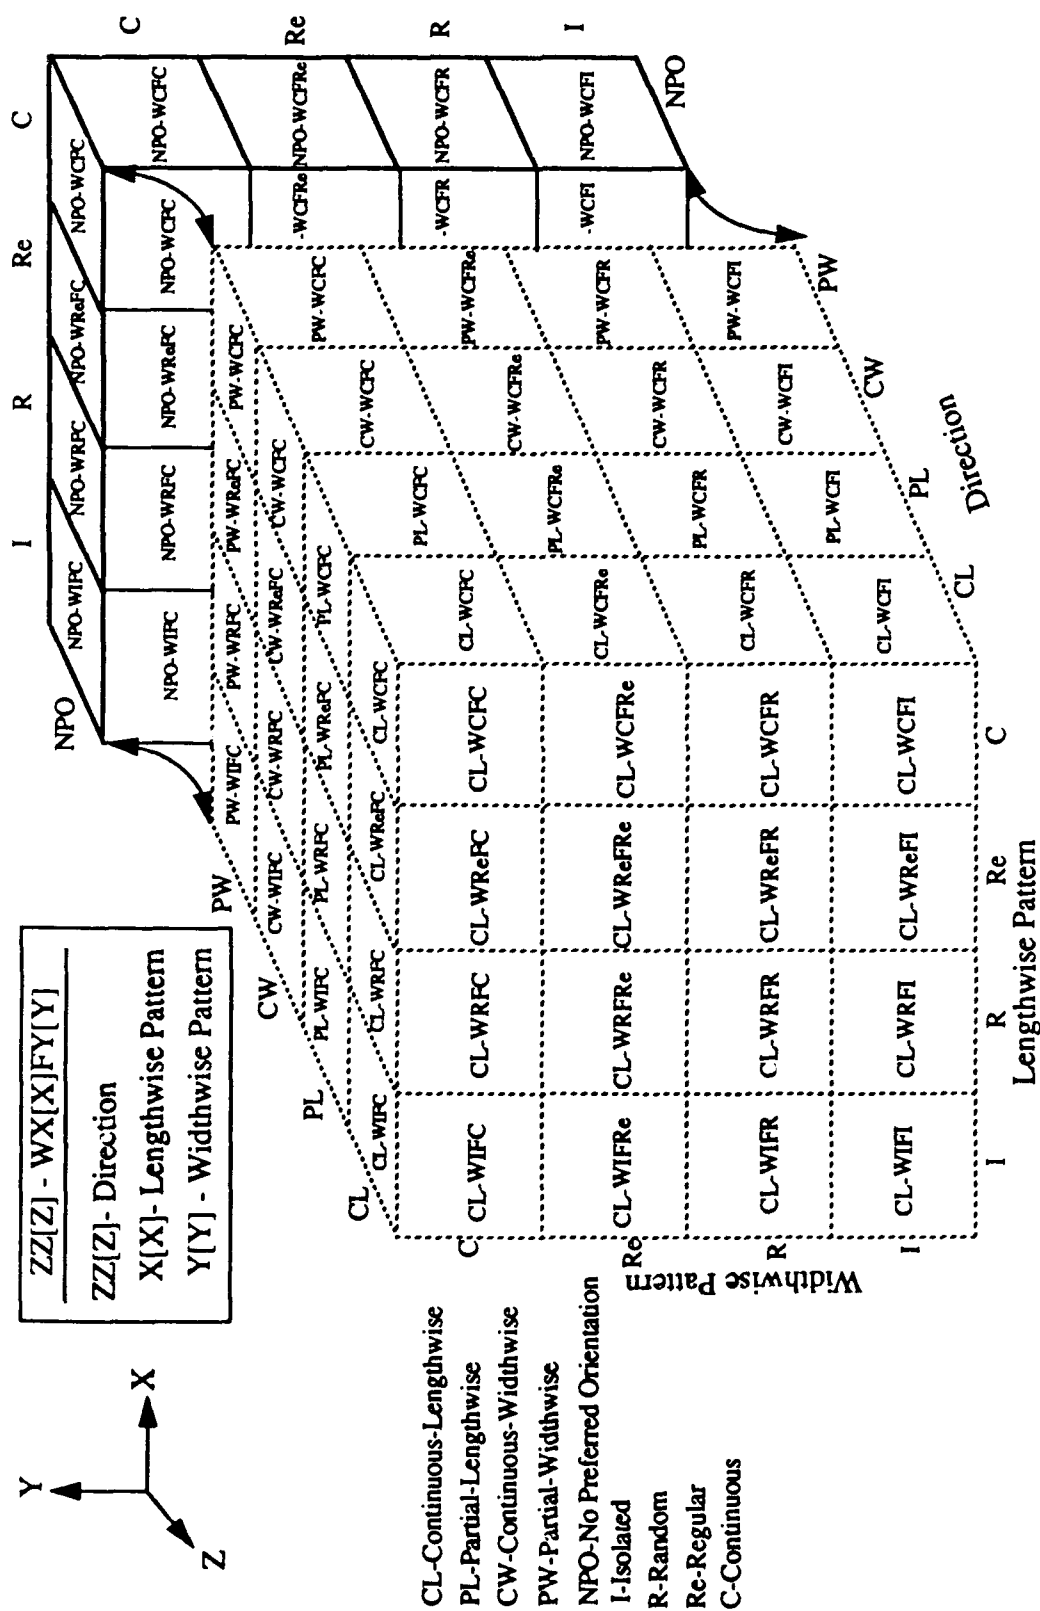 Y
X
Z
ZZ[Z] - WX[X]FY[Y]
ZZ[Z]- Direction
X[X]- Lengthwise Pattern
Y[Y] - Widthwise Pattern
CL-Continuous-Lengthwise
PL-Partial-Lengthwise
CW-Continuous-Widthwise
PW-Partial-Widthwise
NPO-No Preferred Orientation
I-Isolated
R-Random
Re-Regular
C-Continuous
I R Re C
NPO
NPO-WIFC NPO-WRFC NPO-WReFC NPO-WCFC
NPO-WIFC NPO-WRFC NPO-WReFC NPO-WCFC
NPO-WCFC
C
-WCFRe NPO-WCFRe
Re
-WCFR NPO-WCFR
R
-WCFI NPO-WCFI
I
NPO
PW
PW-WIFC PW-WRFC PW-WReFC PW-WCFC
CW
CW-WIFC CW-WRFC CW-WReFC CW-WCFC
PL
PL-WIFC PL-WRFC PL-WReFC PL-WCFC
CL
CL-WIFC CL-WRFC CL-WReFC CL-WCFC
CL-WCFC PL-WCFC CW-WCFC PW-WCFC
CL-WCFRe PL-WCFRe CW-WCFRe PW-WCFRe
CL-WCFR PL-WCFR CW-WCFR PW-WCFR
CL-WCFI PL-WCFI CW-WCFI PW-WCFI
CL PL CW PW
Direction
C
CL-WIFC CL-WRFC CL-WReFC CL-WCFC
Re
CL-WIFRe CL-WRFRe CL-WReFRe CL-WCFRe
R
CL-WIFR CL-WRFR CL-WReFR CL-WCFR
I
CL-WIFI CL-WRFI CL-WReFI CL-WCFI
Widthwise Pattern
I R Re C
Lengthwise Pattern